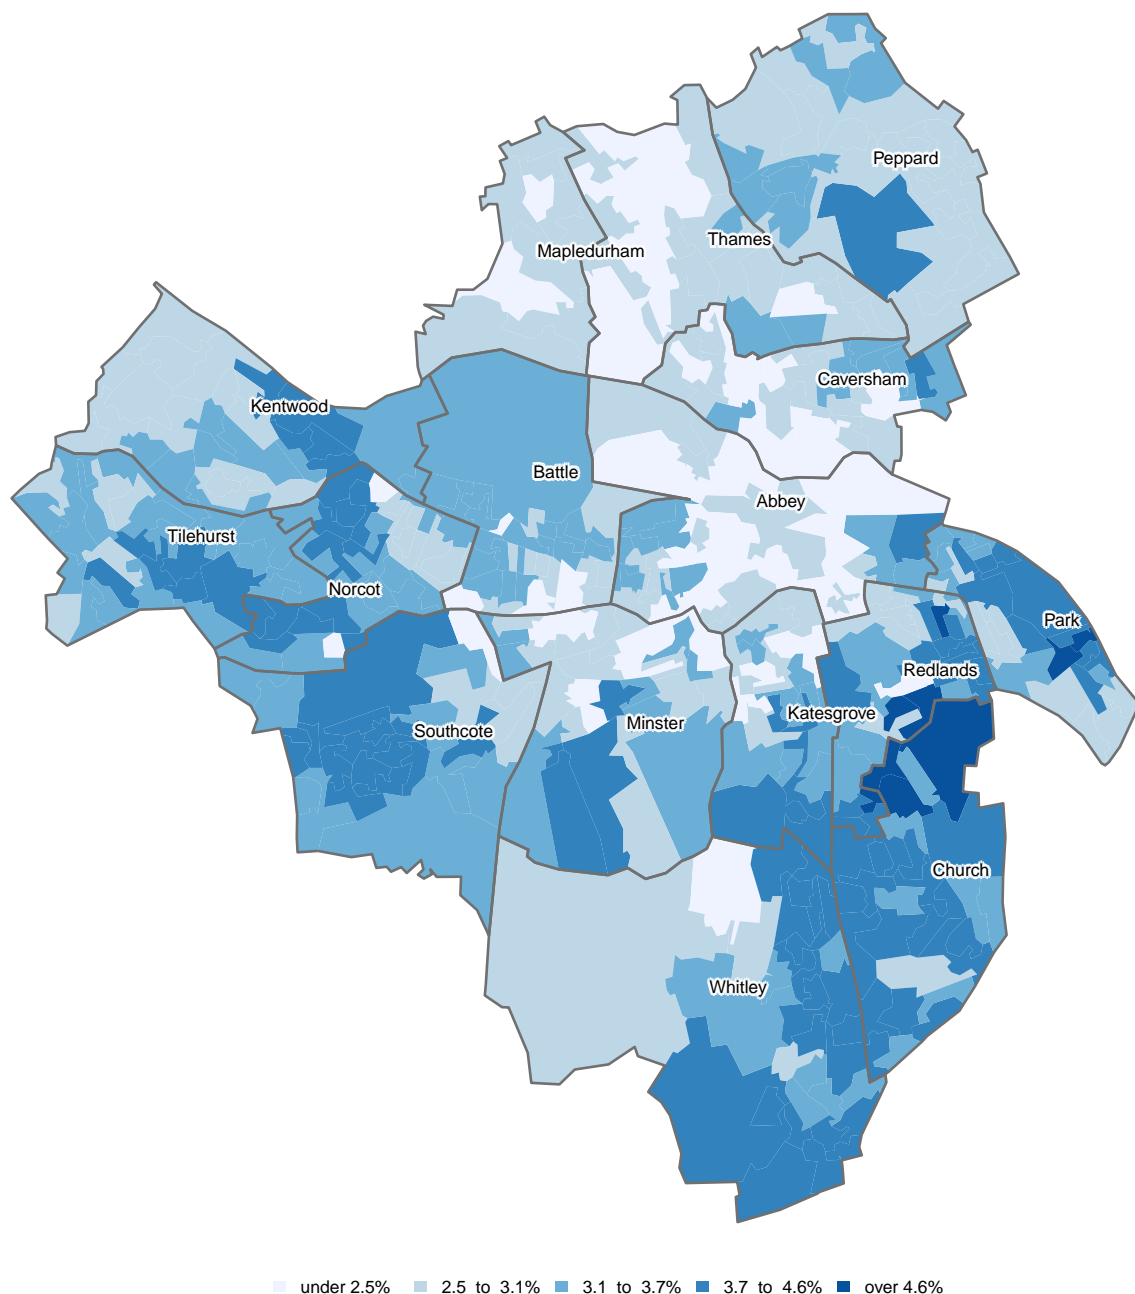 Peppard
Thames
Mapledurham
Caversham
Kentwood
Battle
Abbey
Tilehurst
Norcot
Park
Redlands
Katesgrove
Minster
Southcote
Church
Whitley
under 2.5% 2.5 to 3.1% 3.1 to 3.7% 3.7 to 4.6% over 4.6%